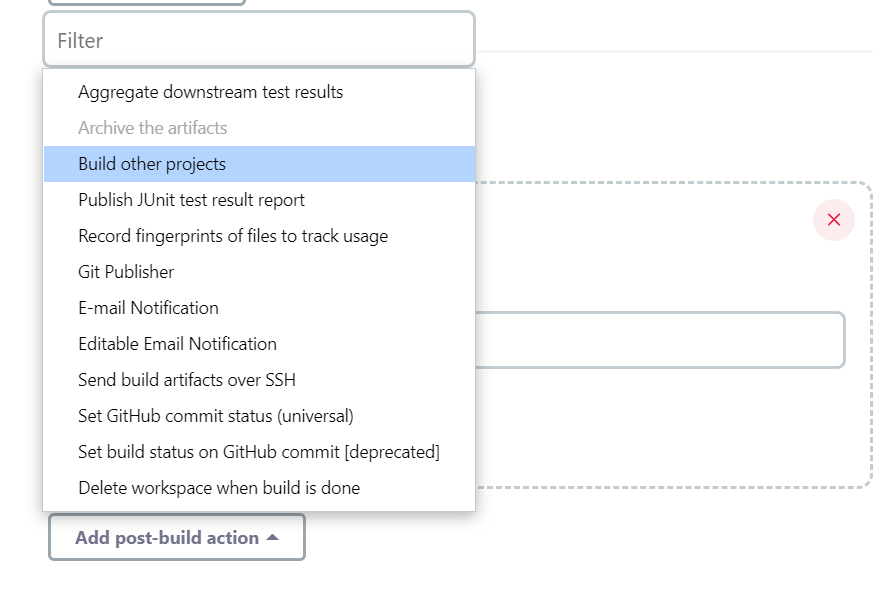 Filter
Aggregate downstream test results
Archive the artifacts
Build other projects
Publish JUnit test result report
Record fingerprints of files to track usage
Git Publisher
E-mail Notification
Editable Email Notification
Send build artifacts over SSH
Set GitHub commit status (universal)
Set build status on GitHub commit [deprecated]
Delete workspace when build is done
Add post-build action